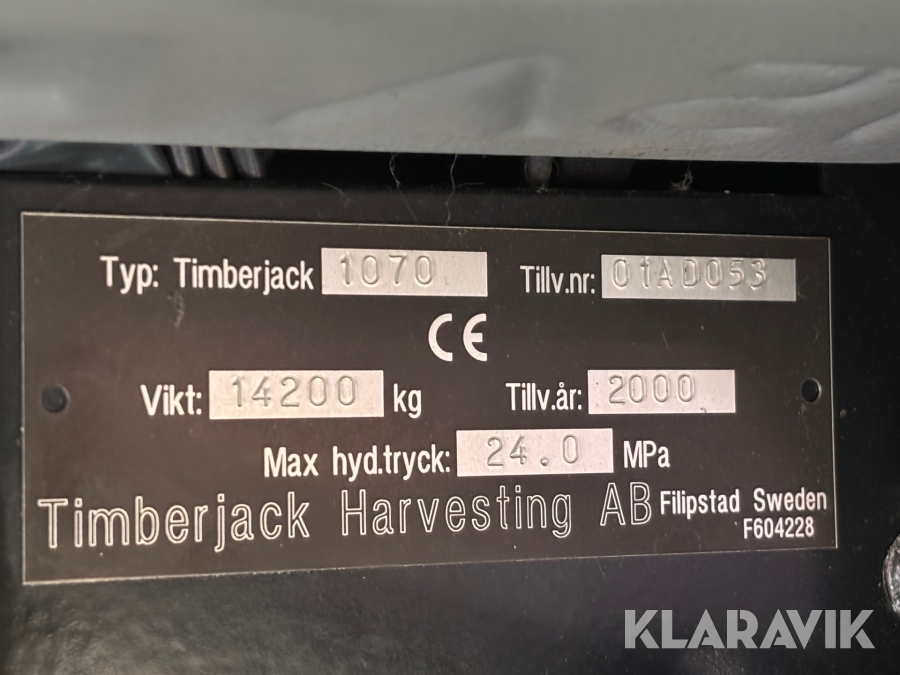 Typ: Timberjack 1070 Tillv.nr: 01AD053
CE
Vikt: 14200 kg Tillv.år: 2000
Max hyd.tryck: 24.0 MPa
Timberjack Harvesting AB Filipstad Sweden
F604228
KLARAVIK